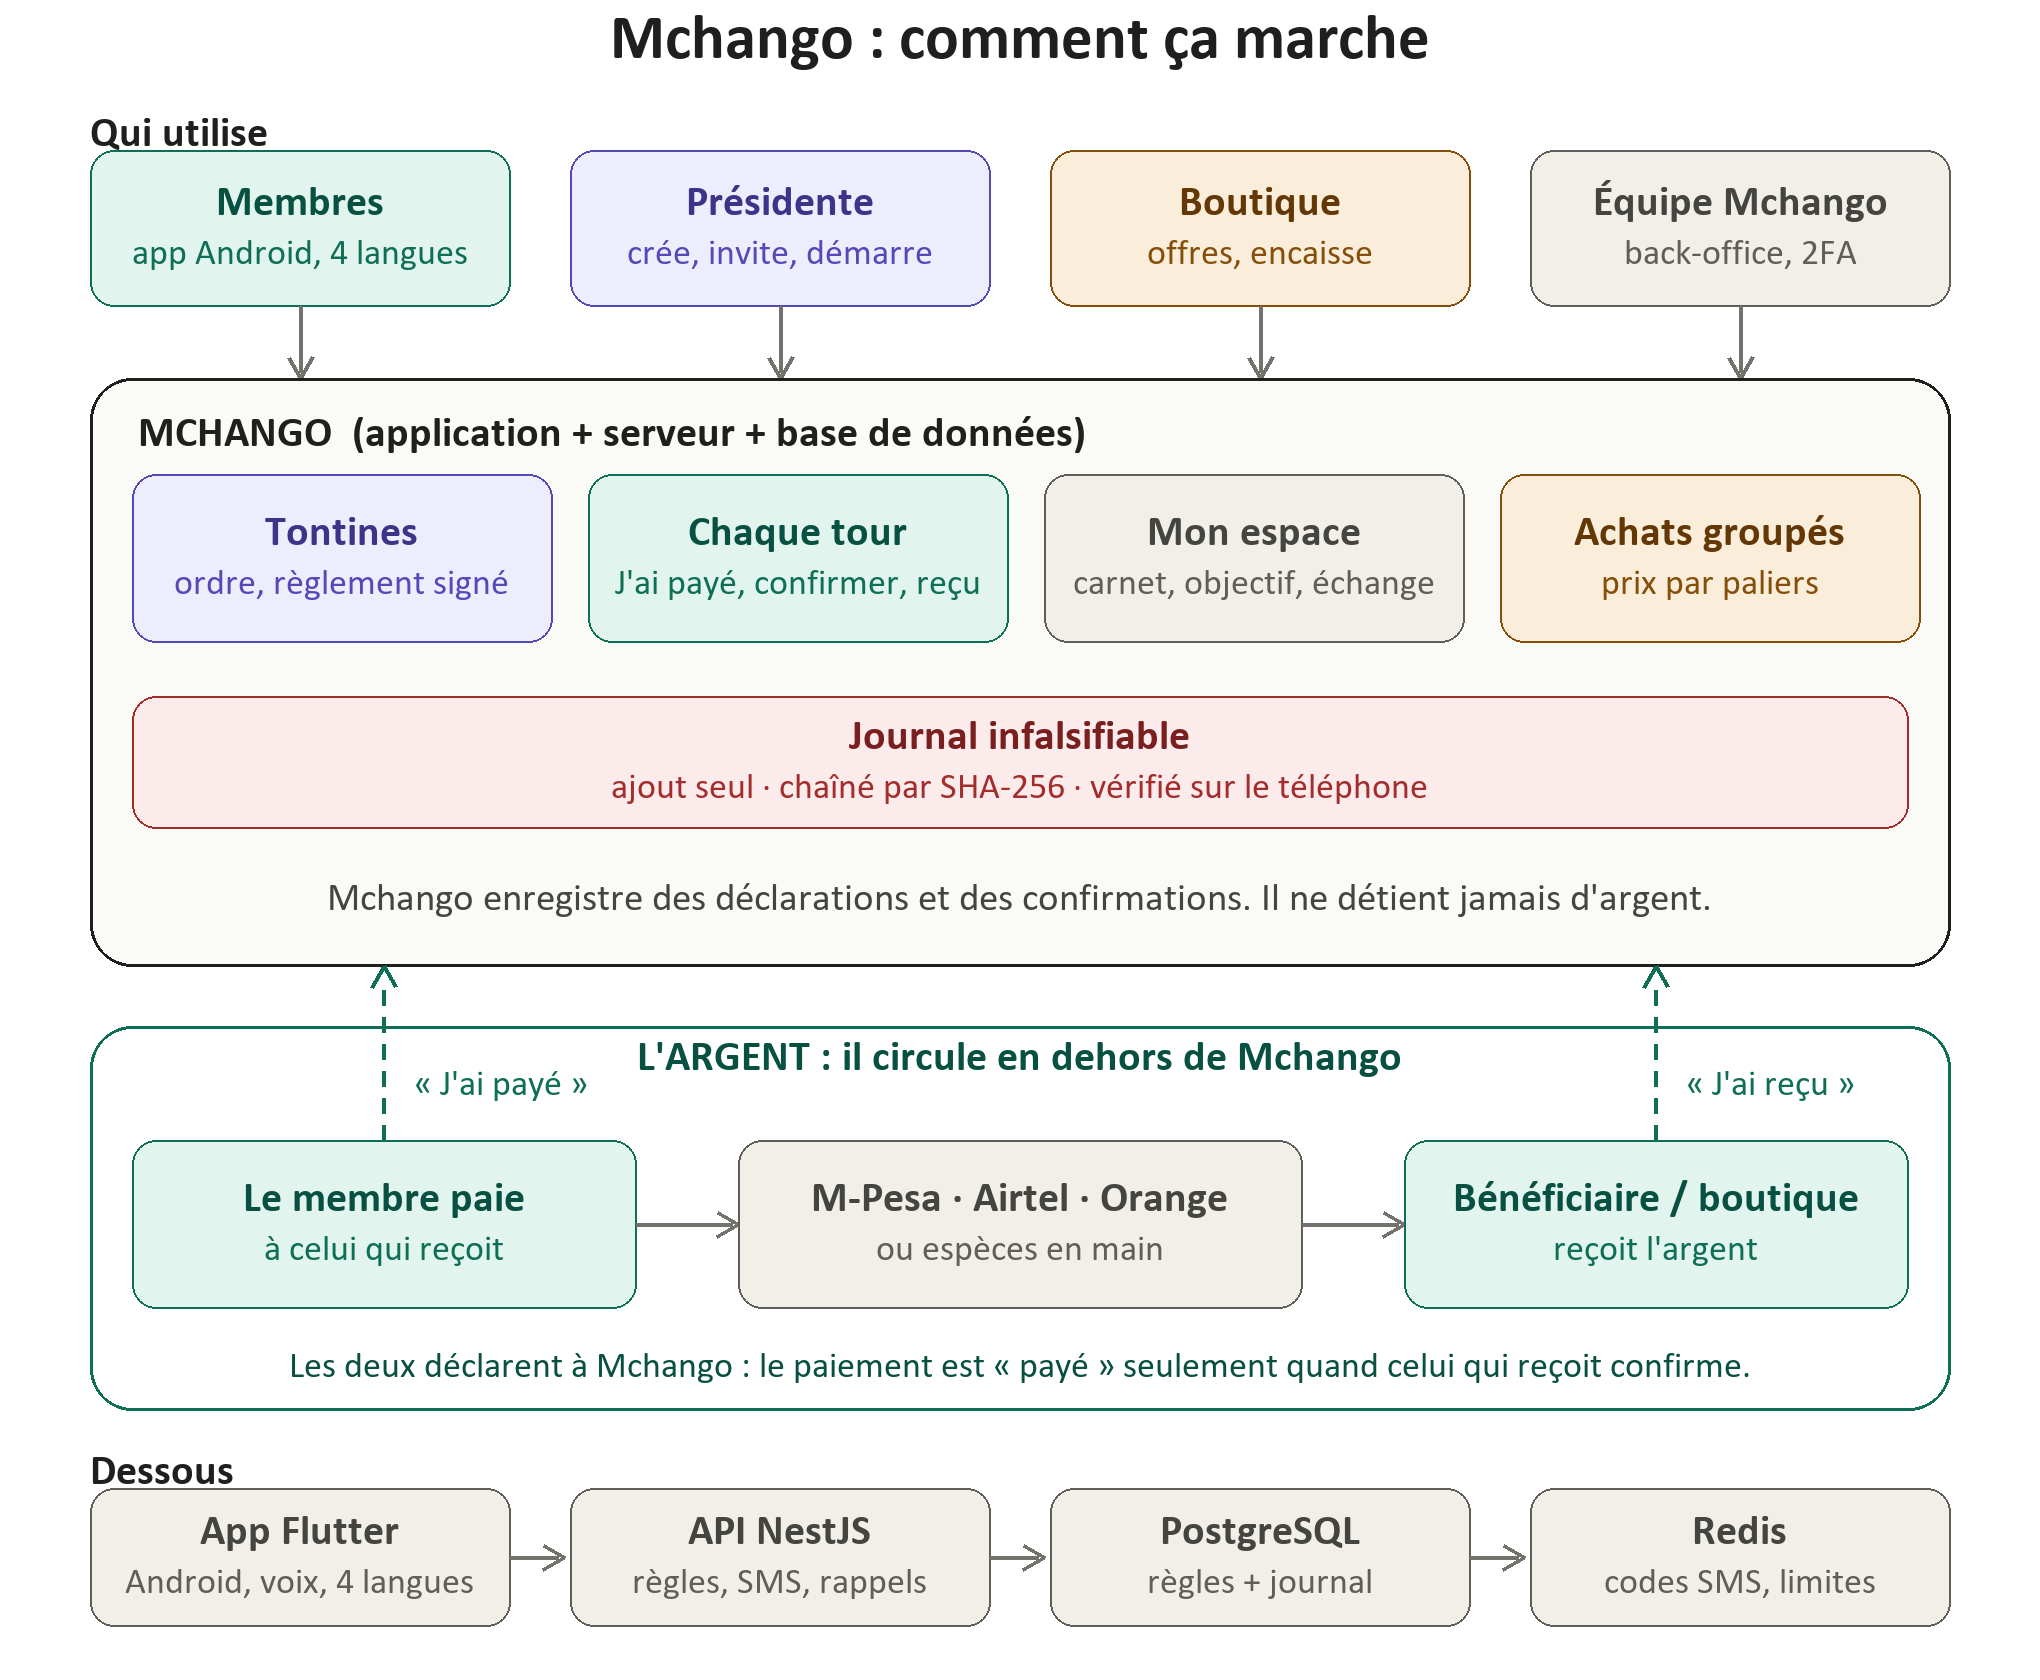 Mchango : comment ça marche
Qui utilise
Membres
app Android, 4 langues
Présidente
crée, invite, démarre
Boutique
offres, encaisse
Équipe Mchango
back-office, 2FA
MCHANGO (application + serveur + base de données)
Tontines
ordre, règlement signé
Chaque tour
J'ai payé, confirmer, reçu
Mon espace
carnet, objectif, échange
Achats groupés
prix par paliers
Journal infalsifiable
ajout seul · chaîné par SHA-256 · vérifié sur le téléphone
Mchango enregistre des déclarations et des confirmations. Il ne détient jamais d'argent.
L'ARGENT : il circule en dehors de Mchango
« J'ai payé »
« J'ai reçu »
Le membre paie
à celui qui reçoit
M-Pesa · Airtel · Orange
ou espèces en main
Bénéficiaire / boutique
reçoit l'argent
Les deux déclarent à Mchango : le paiement est « payé » seulement quand celui qui reçoit confirme.
Dessous
App Flutter
Android, voix, 4 langues
API NestJS
règles, SMS, rappels
PostgreSQL
règles + journal
Redis
codes SMS, limites